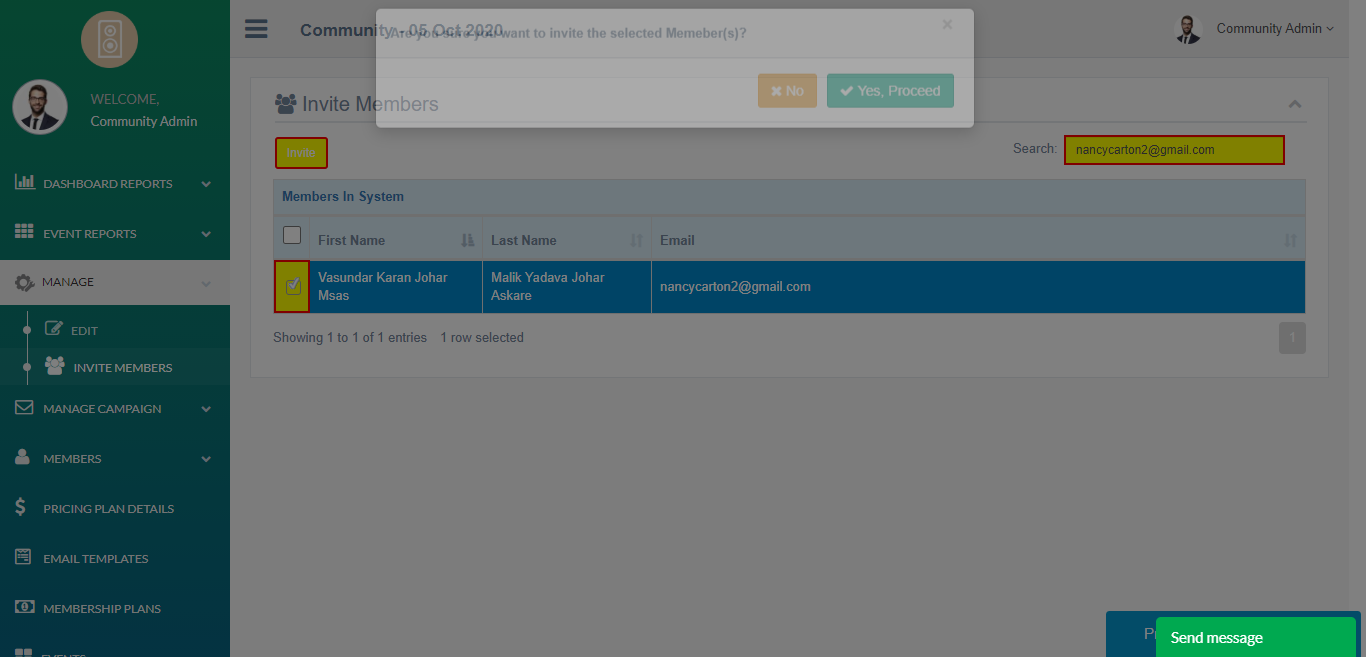 WELCOME,
Community Admin
DASHBOARD REPORTS
EVENT REPORTS
MANAGE
EDIT
INVITE MEMBERS
MANAGE CAMPAIGN
MEMBERS
PRICING PLAN DETAILS
EMAIL TEMPLATES
MEMBERSHIP PLANS
EVENTS
Community - 05 Oct 2020
Community Admin
Are you sure you want to invite the selected Memeber(s)?
×
No
Yes, Proceed
Invite Members
Invite
Search: nancycarton2@gmail.com
Members In System
First Name Last Name Email
Vasundar Karan Johar Msas
Malik Yadava Johar Askare
nancycarton2@gmail.com
Showing 1 to 1 of 1 entries 1 row selected
1
Send message